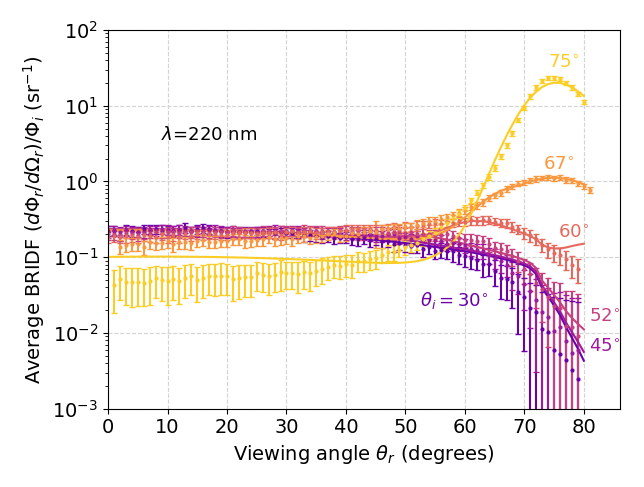 10²
10¹
10⁰
10⁻¹
10⁻²
10⁻³
Average BRIDF (dΦᵣ/dΩᵣ)/Φᵢ (sr⁻¹)
λ=220 nm
75°
67°
60°
θᵢ = 30°
52°
45°
0 10 20 30 40 50 60 70 80
Viewing angle θᵣ (degrees)